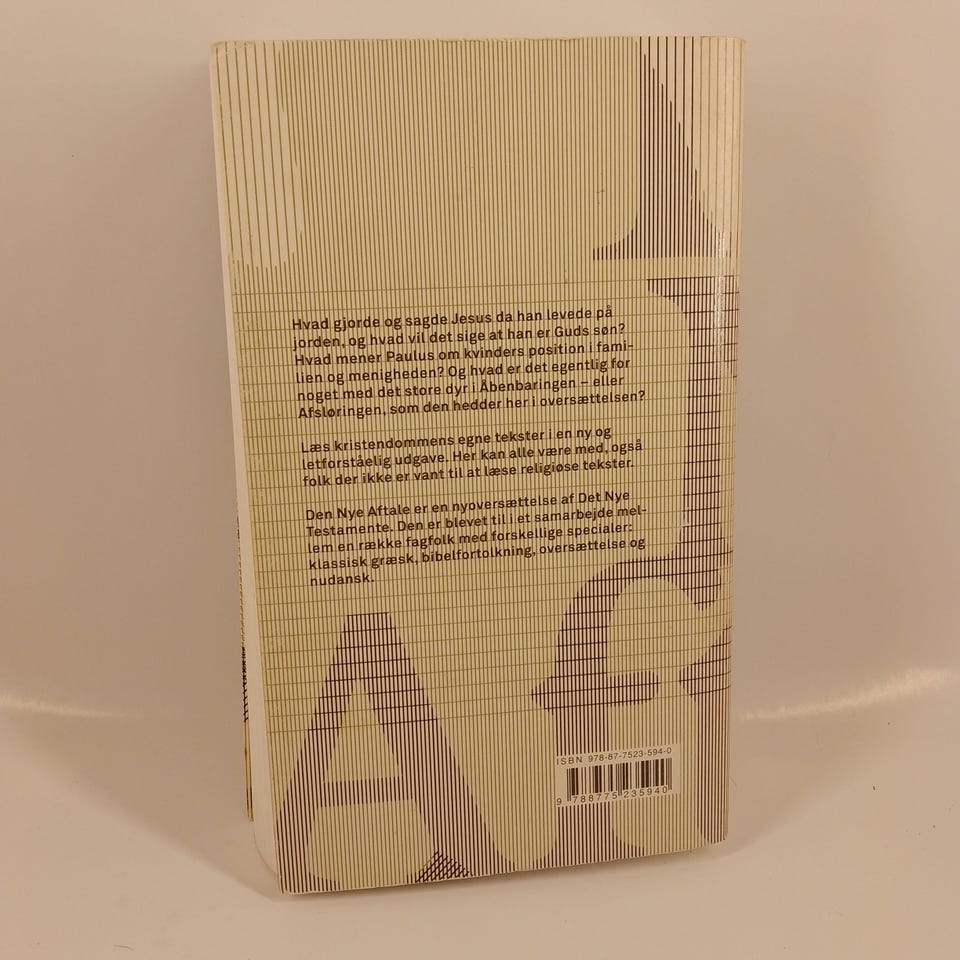 Hvad gjorde og sagde Jesus da han levede på
jorden, og hvad vil det sige at han er Guds søn?
Hvad mener Paulus om kvinders position i fami-
lien og menigheden? Og hvad er det egentlig for
noget med det store dyr i Åbenbaringen – eller
Afsløringen, som den hedder her i oversættelsen?
Læs kristendommens egne tekster i en ny og
letforståelig udgave. Her kan alle være med, også
folk der ikke er vant til at læse religiøse tekster.
Den Nye Aftale er en nyoversættelse af Det Nye
Testamente. Den er blevet til i et samarbejde mel-
lem en række fagfolk med forskellige specialer:
klassisk græsk, bibelfortolkning, oversættelse og
nudansk.
ISBN 978-87-7523-594-0
9 788775 235940